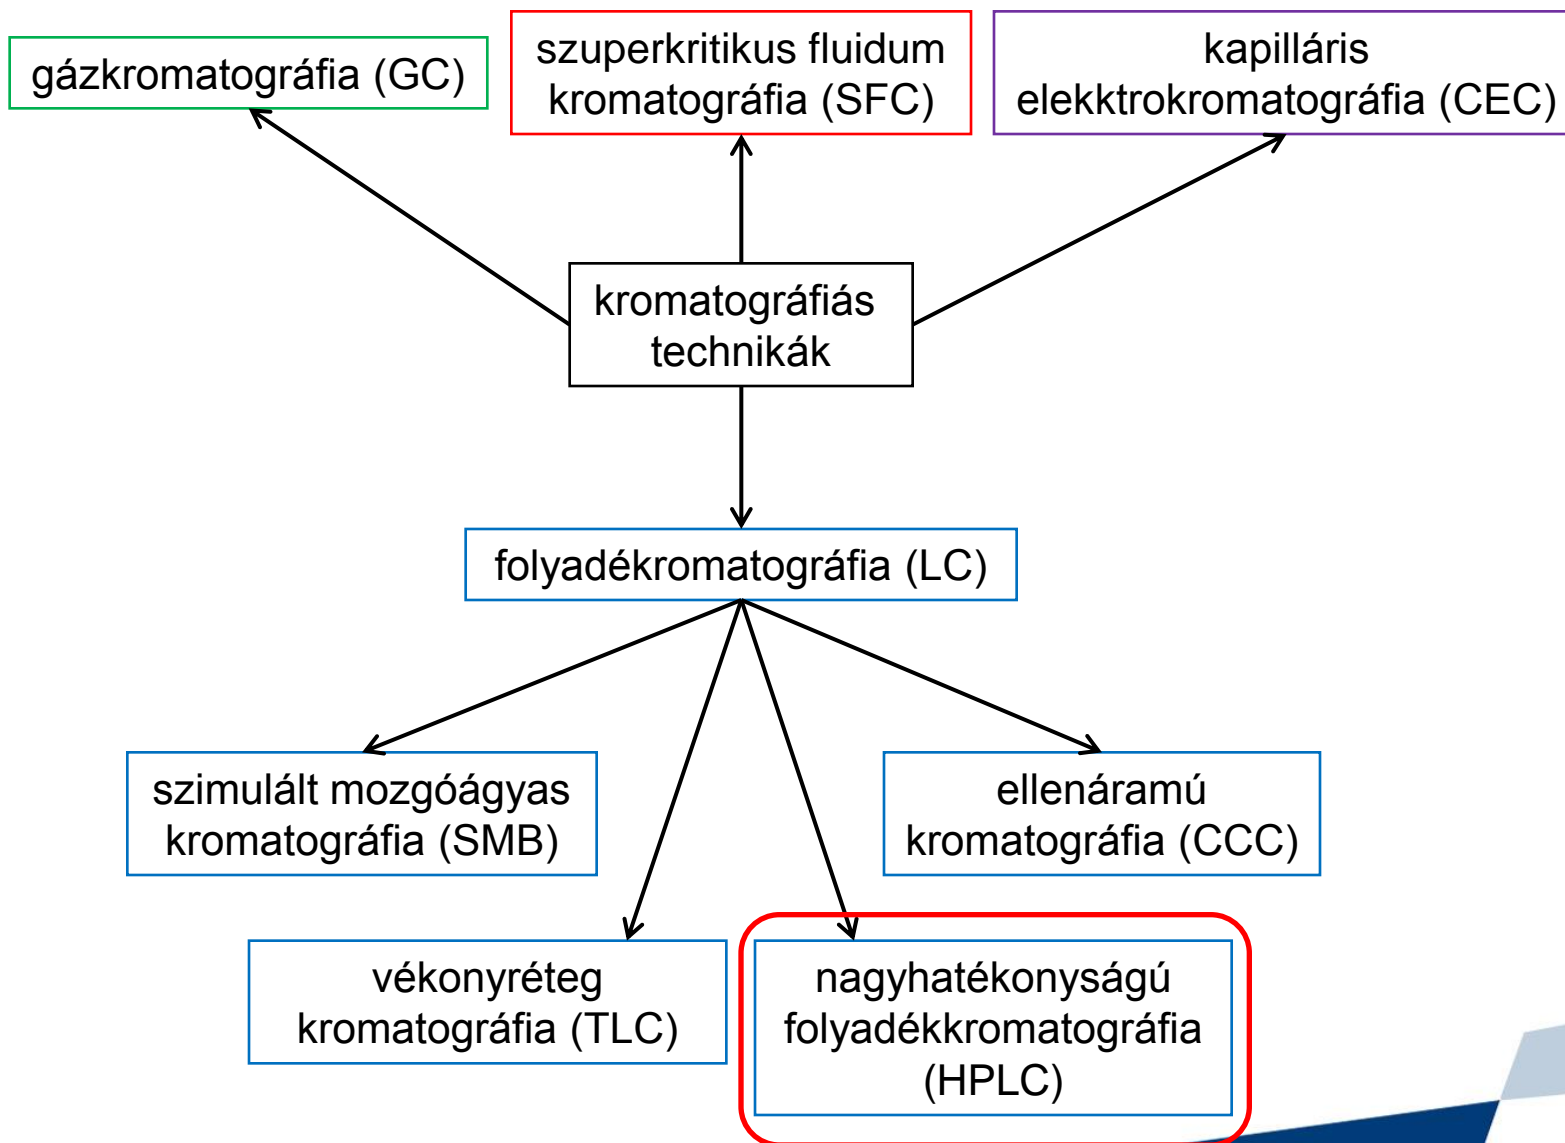 gázkromatográfia (GC)
szuperkritikus fluidum
kromatográfia (SFC)
kapilláris
elekktrokromatográfia (CEC)
kromatográfiás
technikák
folyadékromatográfia (LC)
szimulált mozgóágyas
kromatográfia (SMB)
ellenáramú
kromatográfia (CCC)
vékonyréteg
kromatográfia (TLC)
nagyhatékonyságú
folyadékkromatográfia
(HPLC)